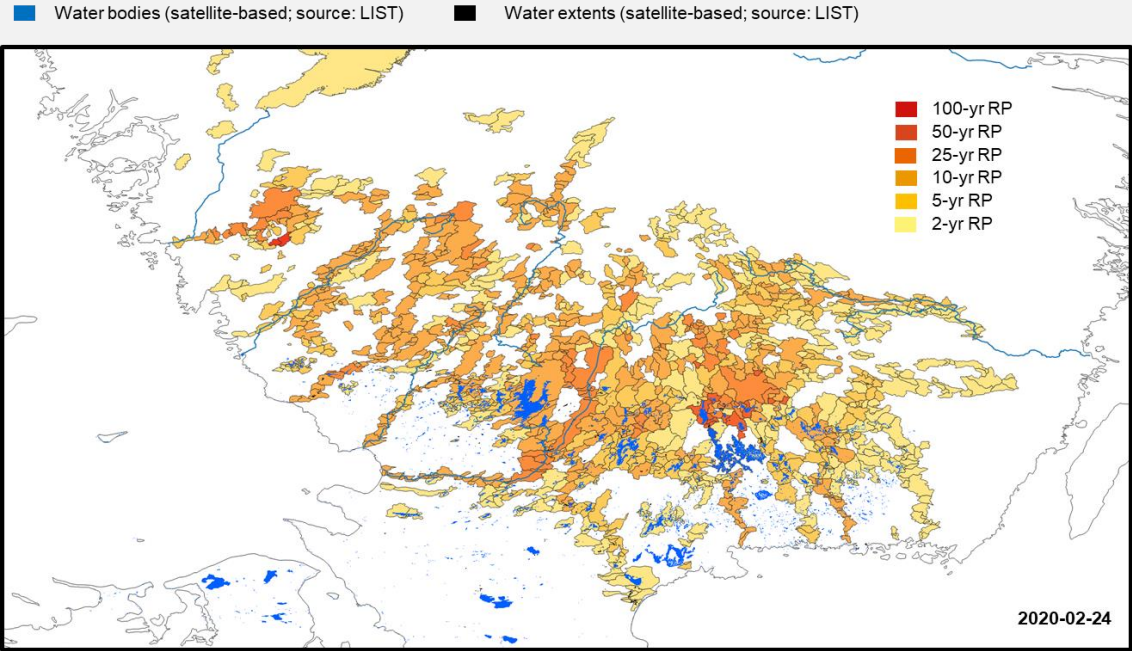 Water bodies (satellite-based; source: LIST)
Water extents (satellite-based; source: LIST)
100-yr RP
50-yr RP
25-yr RP
10-yr RP
5-yr RP
2-yr RP
2020-02-24